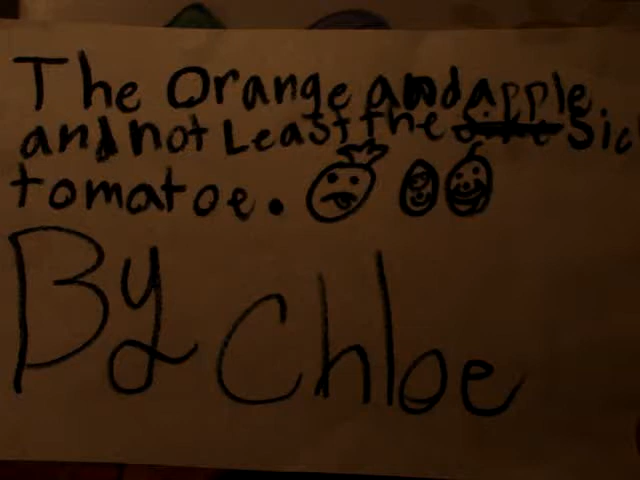 The Orange and apple
and not Least the Sic
tomatoe.
By Chloe